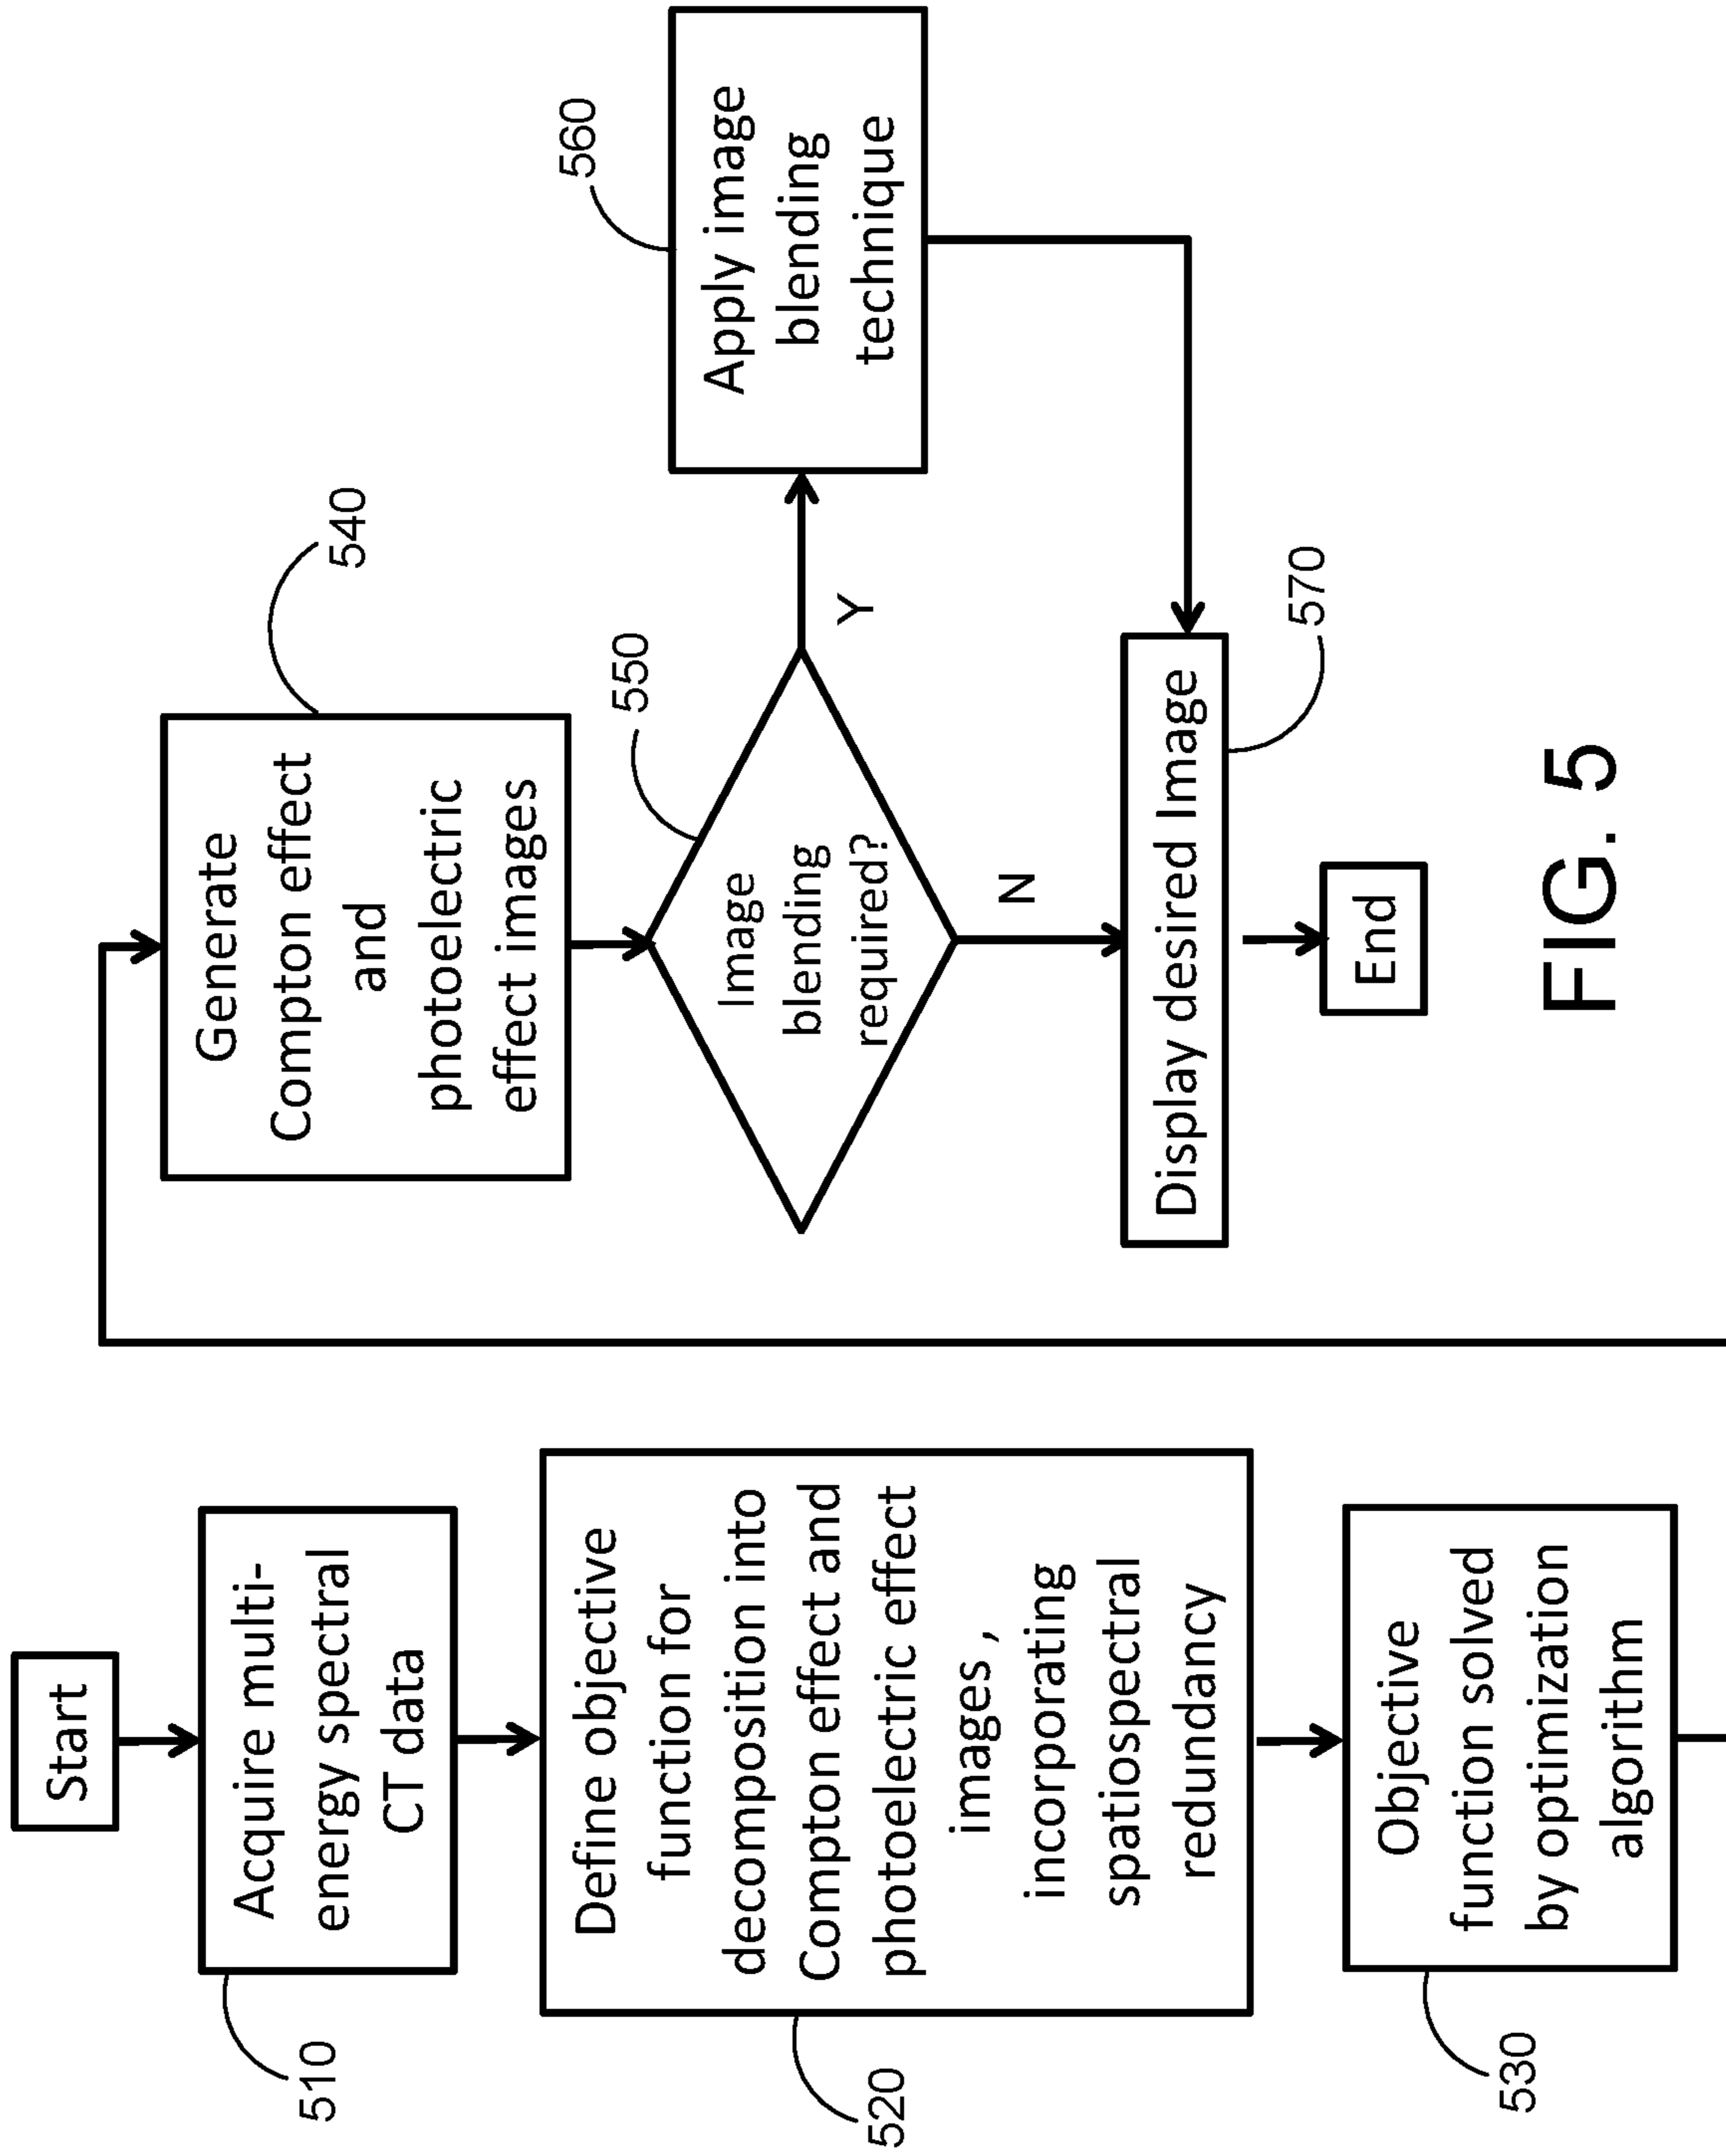 Start
Acquire multi-
energy spectral
CT data
510
Define objective
function for
decomposition into
Compton effect and
photoelectric effect
images ,
incorporating
spatiospectral
redundancy
520
Objective
function solved
by optimization
algorithm
530
Generate
Compton effect
and
photoelectric
effect images
540
Image
blending
required?
550
Y
N
Apply image
blending
technique
560
Display desired Image
570
End
FIG. 5